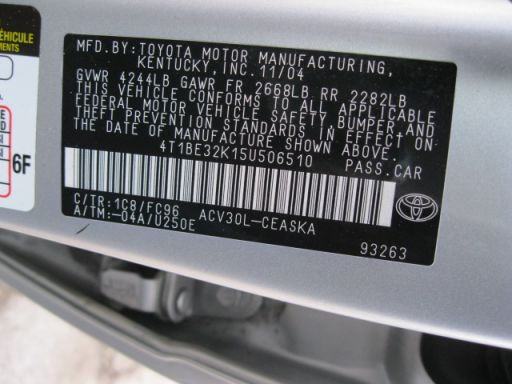 ÉHICULE
MENTS
6F
MFD. BY: TOYOTA MOTOR MANUFACTURING,
KENTUCKY, INC. 11/04
GVWR 4244LB GAWR FR 2668LB RR 2282LB
THIS VEHICLE CONFORMS TO ALL APPLICABLE
FEDERAL MOTOR VEHICLE SAFETY, BUMPER, AND
THEFT PREVENTION STANDARDS IN EFFECT ON
THE DATE OF MANUFACTURE SHOWN ABOVE.
4T1BE32K15U506510 PASS. CAR
C/TR: 1C8/FC96 ACV30L-CEASKA
A/TM: -04A/U250E
93263